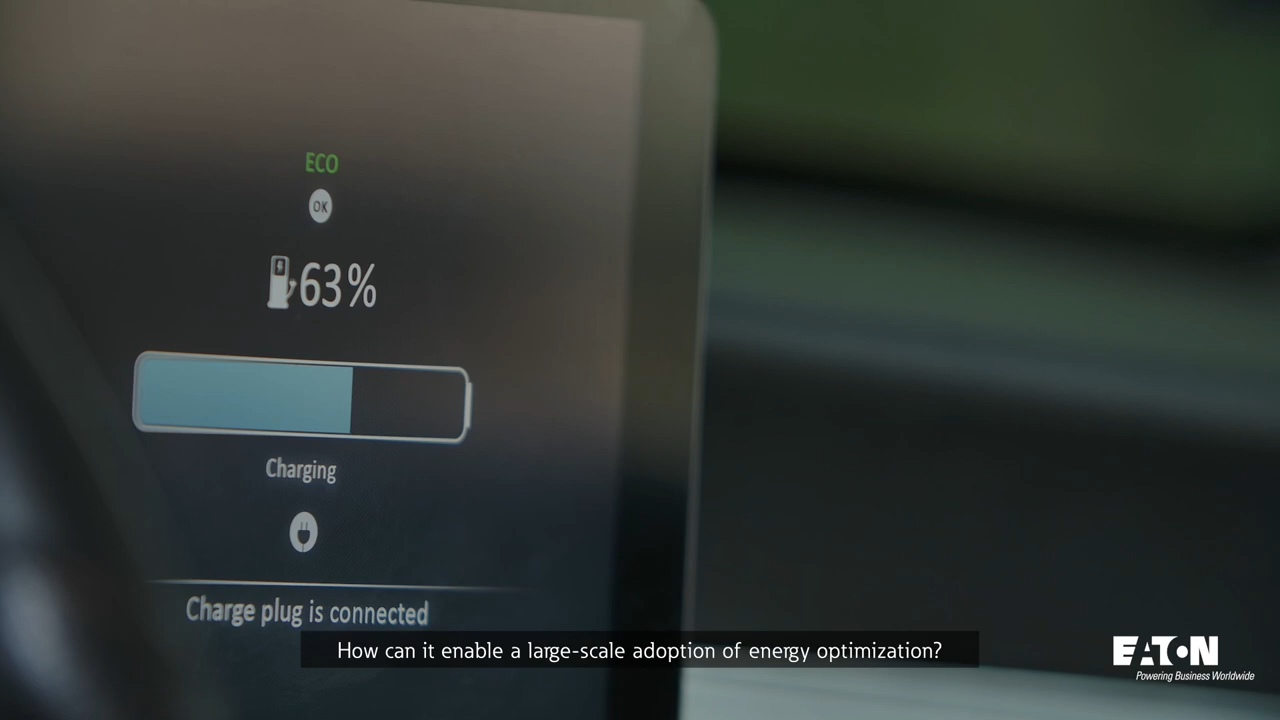 ECO
OK
63%
Charging
Charge plug is connected
How can it enable a large-scale adoption of energy optimization?
EATON
Powering Business Worldwide